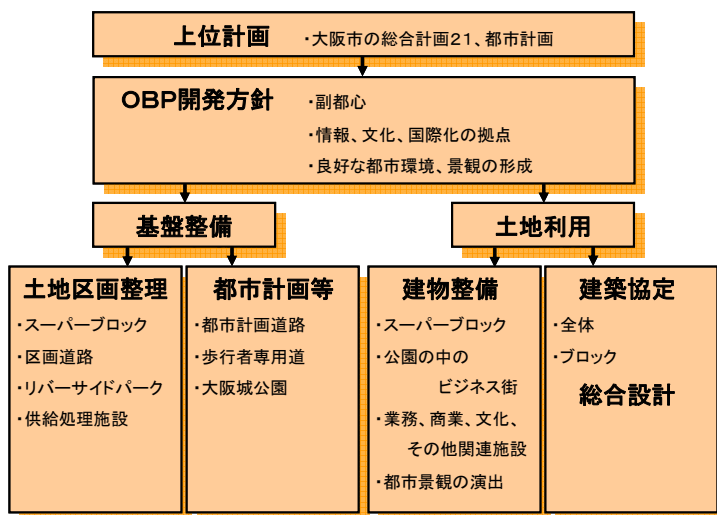 上位計画 ・大阪市の総合計画21、都市計画
OBP開発方針 ・副都心
・情報、文化、国際化の拠点
・良好な都市環境、景観の形成
基盤整備
土地利用
土地区画整理
・スーパーブロック
・区画道路
・リバーサイドパーク
・供給処理施設
都市計画等
・都市計画道路
・歩行者専用道
・大阪城公園
建物整備
・スーパーブロック
・公園の中の
ビジネス街
・業務、商業、文化、
その他関連施設
・都市景観の演出
建築協定
・全体
・ブロック
総合設計